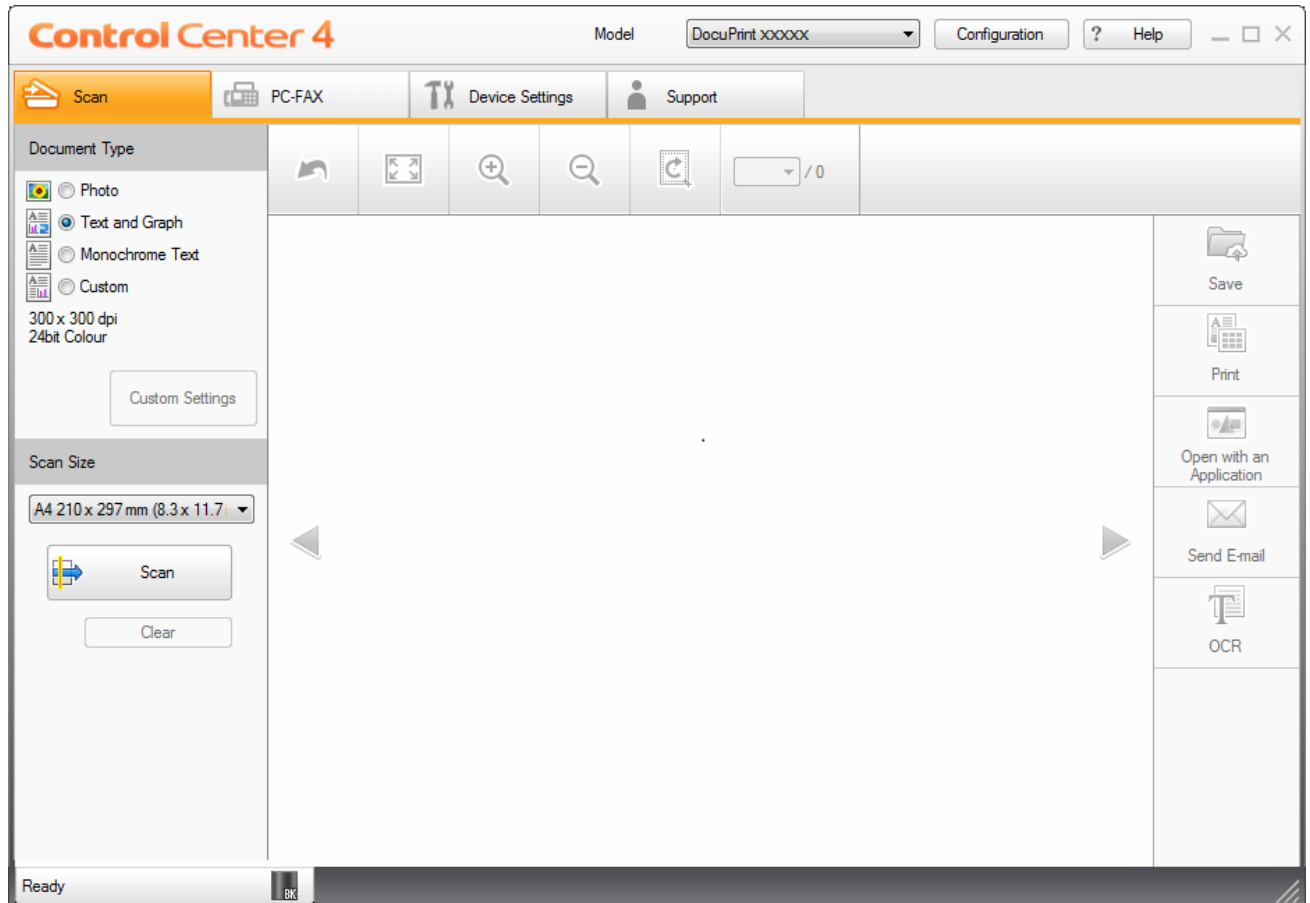 Control Center 4
Model
DocuPrint XXXXX
Configuration
? Help
Scan
PC-FAX
Device Settings
Support
Document Type
Photo
Text and Graph
Monochrome Text
Custom
300 x 300 dpi
24bit Colour
Custom Settings
Scan Size
A4 210 x 297 mm (8.3 x 11.7
Scan
Clear
/ 0
Save
Print
Open with an
Application
Send E-mail
OCR
Ready
BK